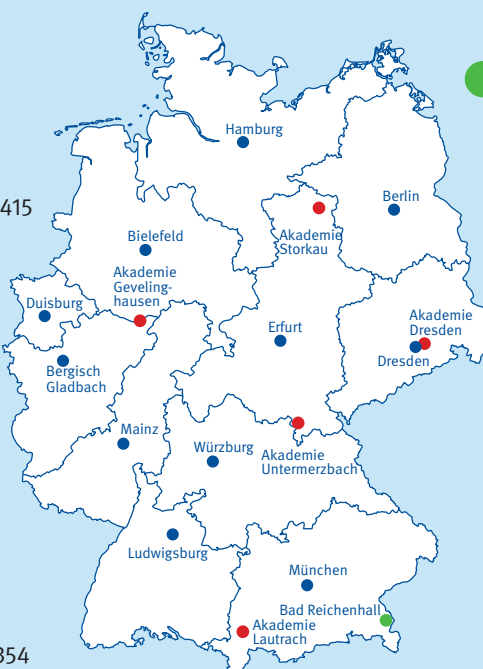 Hamburg
Berlin
415
Akademie
Storkau
Bielefeld
Akademie
Geveling-
hausen
Duisburg
Erfurt
Akademie
Dresden
Dresden
Bergisch
Gladbach
Mainz
Würzburg
Akademie
Untermerzbach
Ludwigsburg
München
Bad Reichenhall
Akademie
Lautrach
354